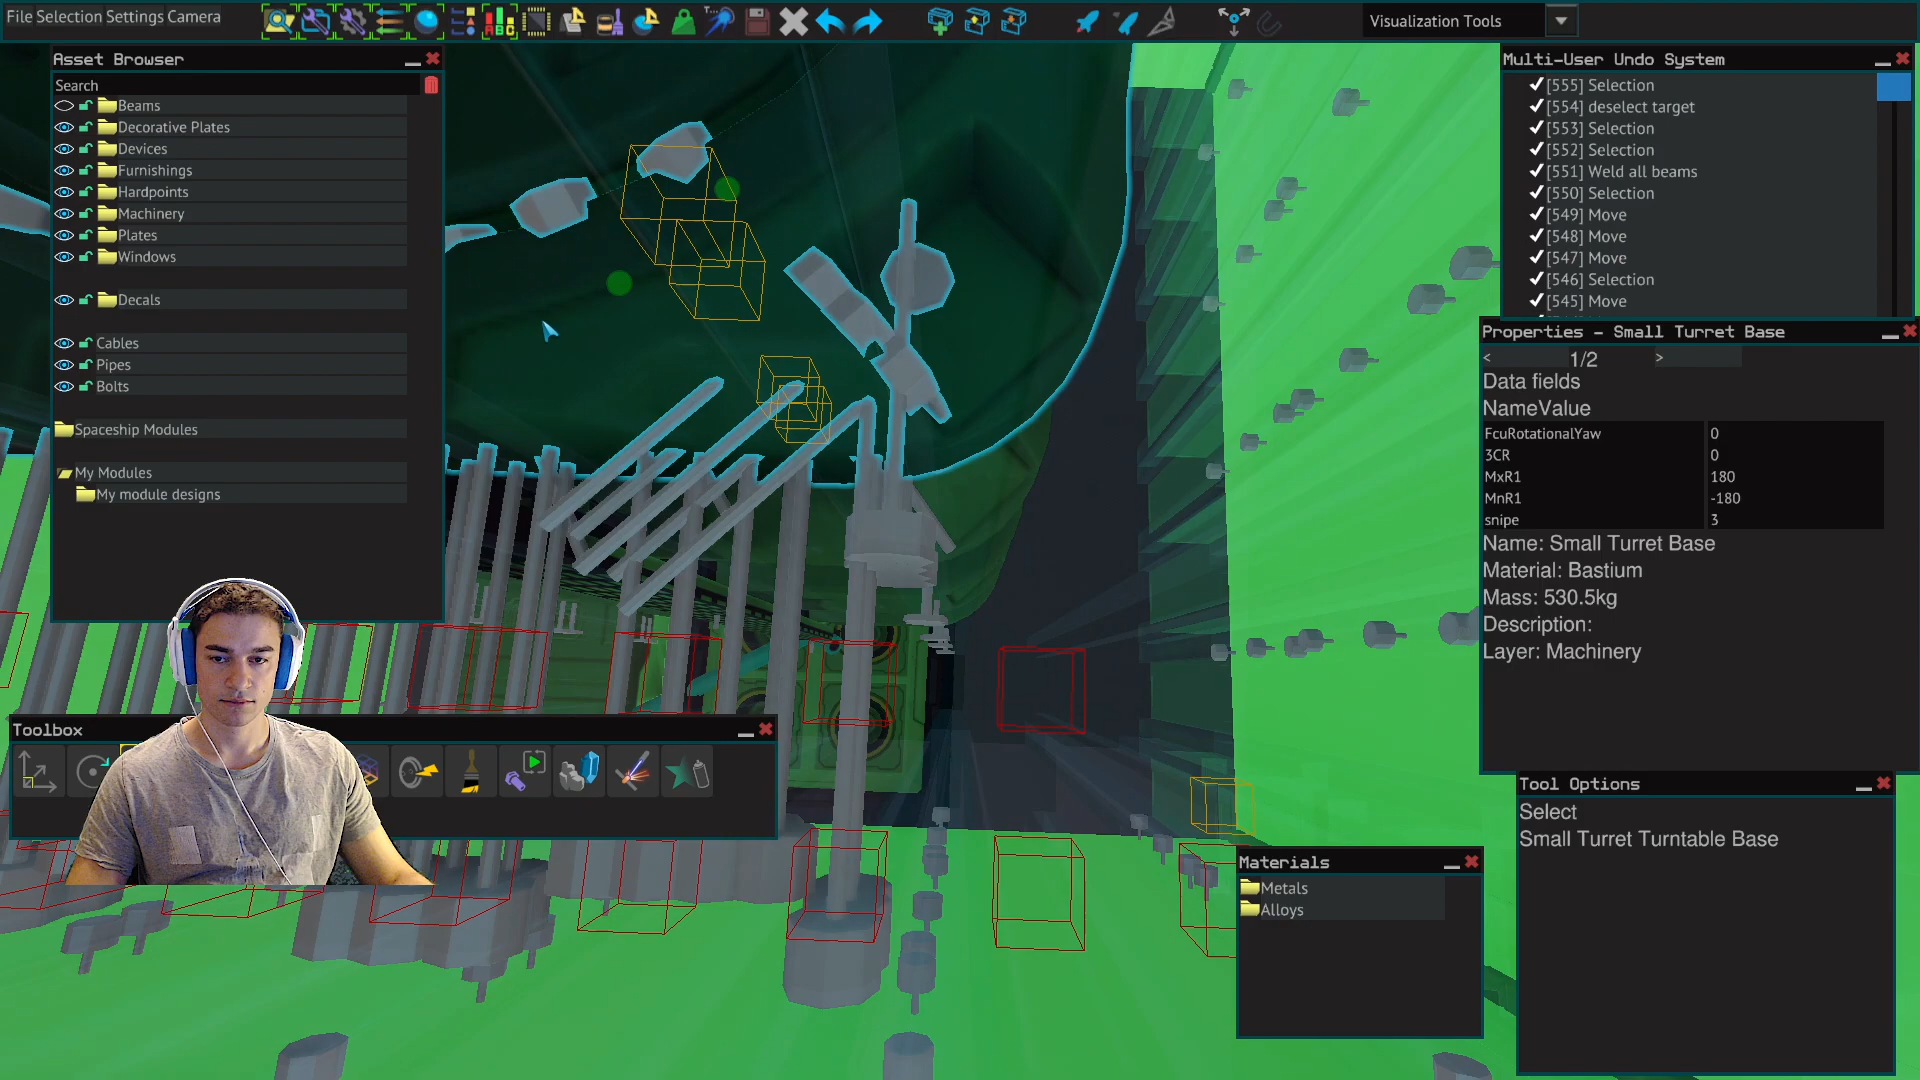 File Selection Settings Camera
Visualization Tools
Asset Browser
Search
Beams
Decorative Plates
Devices
Furnishings
Hardpoints
Machinery
Plates
Windows
Decals
Cables
Pipes
Bolts
Spaceship Modules
My Modules
My module designs
Multi-User Undo System
[555] Selection
[554] deselect target
[553] Selection
[552] Selection
[551] Weld all beams
[550] Selection
[549] Move
[548] Move
[547] Move
[546] Selection
[545] Move
Properties - Small Turret Base
< 1/2 >
Data fields
NameValue
FcuRotationalYaw 0
3CR 0
MxR1 180
MnR1 -180
snipe 3
Name: Small Turret Base
Material: Bastium
Mass: 530.5kg
Description:
Layer: Machinery
Toolbox
Tool Options
Select
Small Turret Turntable Base
Materials
Metals
Alloys